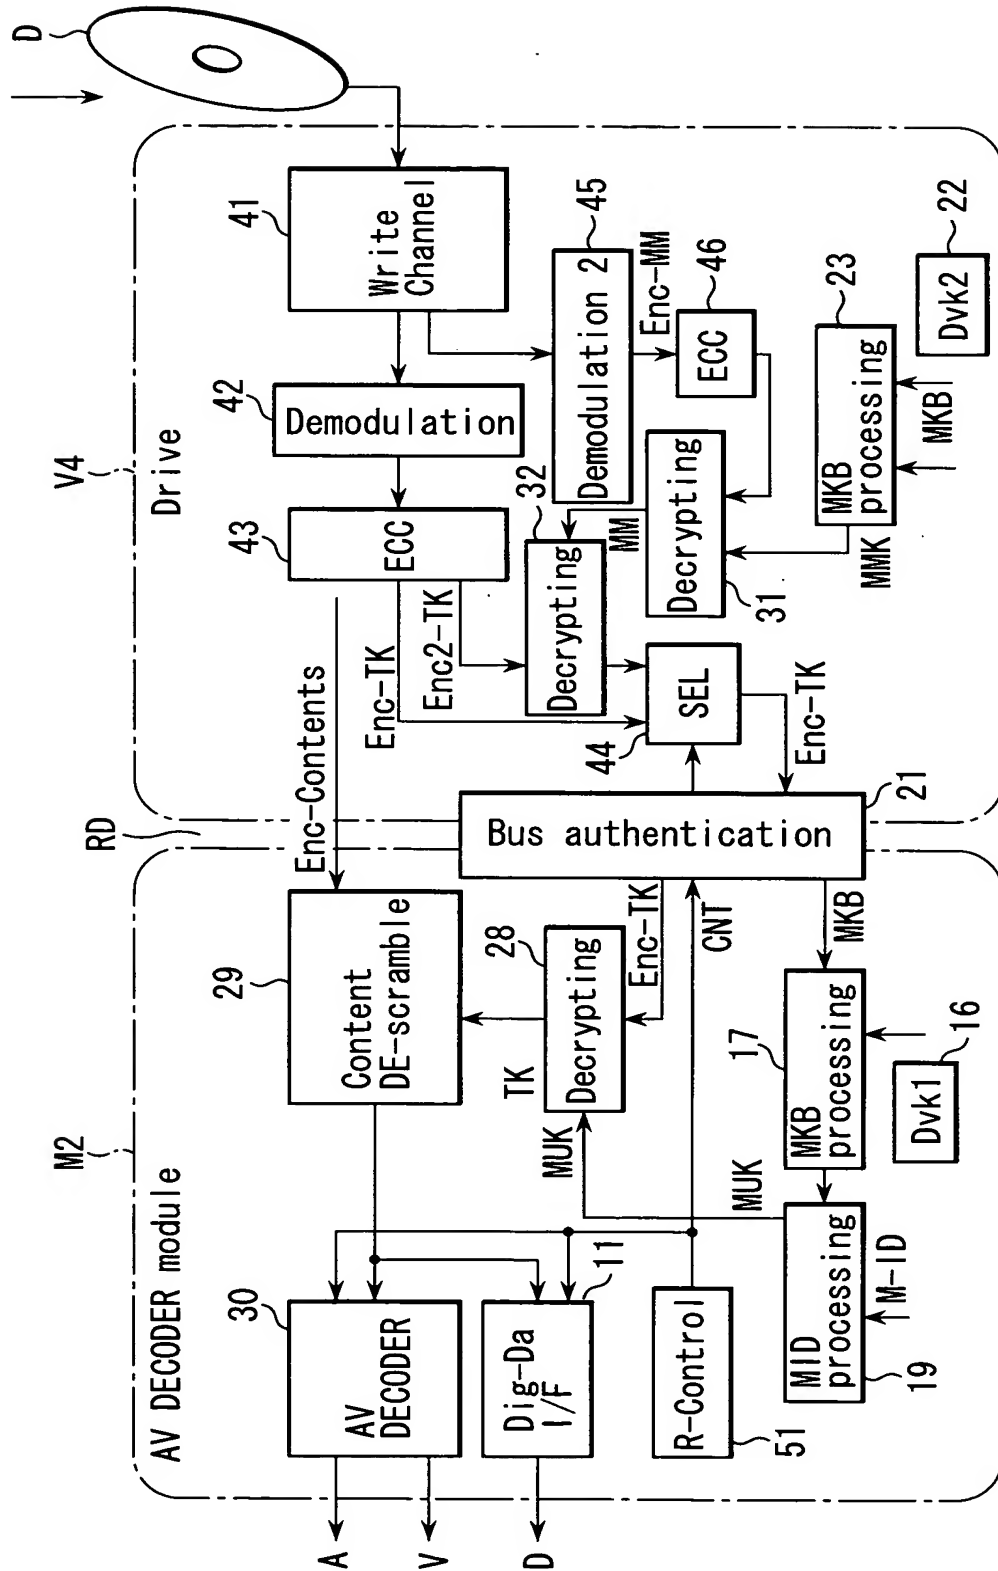 M2
RD
V4
D
AV DECODER module
Drive
30
AV
DECODER
29
Content
DE-scramble
Enc-Contents
43
ECC
42
Demodulation
41
Write
Channel
A
V
D
Dig-Da
I/F
11
TK
28
Decrypting
MUK
Enc-TK
CNT
Bus authentication
21
Enc-TK
Enc2-TK
32
Decrypting
MM
44
SEL
Enc-TK
Demodulation 2
45
Enc-MM
ECC
46
Decrypting
31
MMK
R-Control
51
MUK
MKB
17
MKB
processing
MID
processing
19
M-ID
Dvk1
16
MKB
processing
23
MKB
Dvk2
22